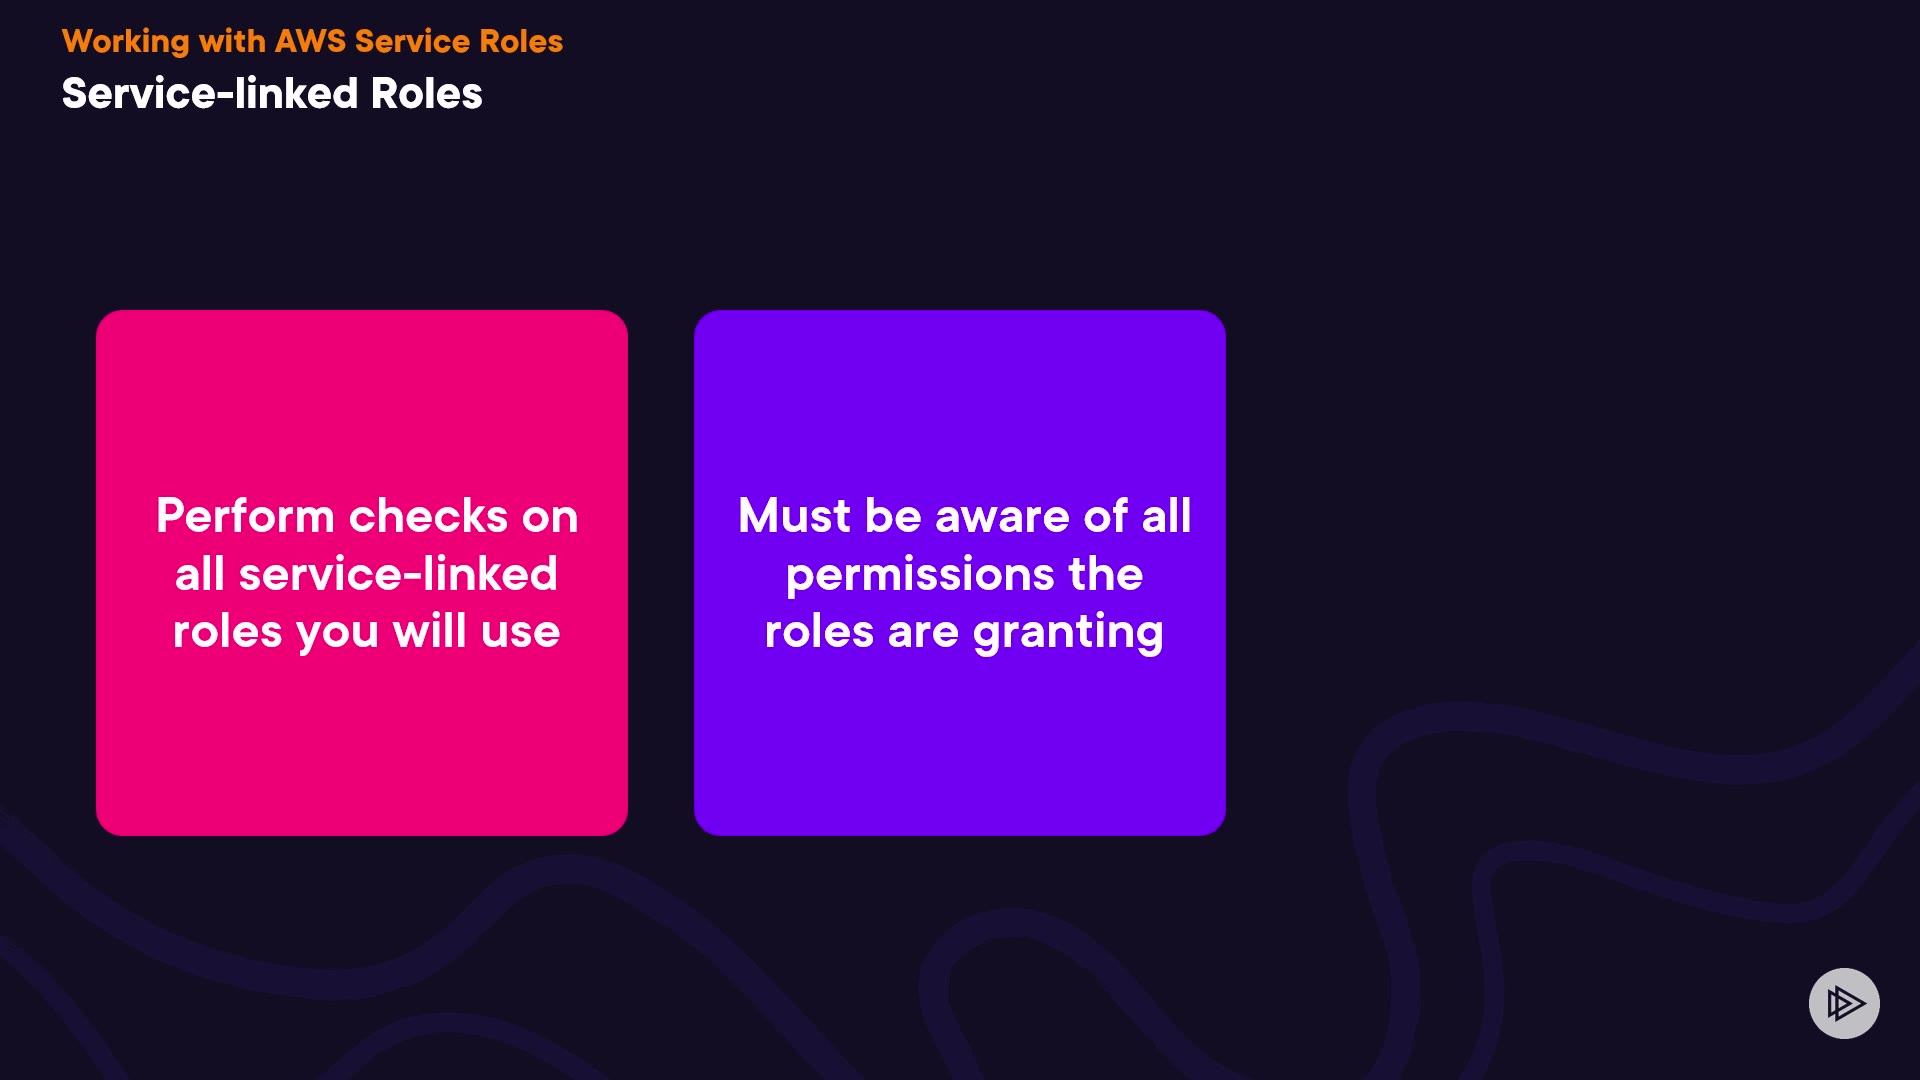 Working with AWS Service Roles
Service-linked Roles
Perform checks on
all service-linked
roles you will use
Must be aware of all
permissions the
roles are granting